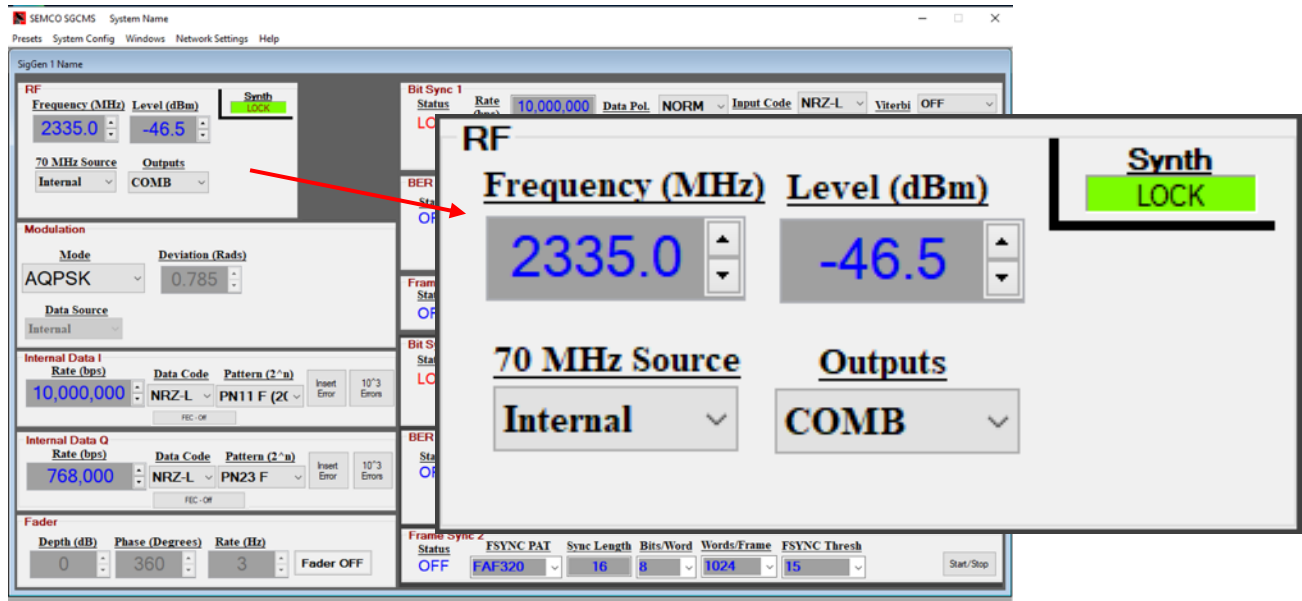 SEMCO SGCMS System Name
Presets System Config Windows Network Settings Help
SigGen 1 Name
RF
Frequency (MHz) Level (dBm) Synth
LOCK
2335.0 -46.5
70 MHz Source Outputs
Internal COMB
Modulation
Mode Deviation (Rads)
AQPSK 0.785
Data Source
Internal
Internal Data I
Rate (bps) Data Code Pattern (2^n)
10,000,000 NRZ-L PN11 F (2( Insert Error 10^3 Errors
FEC - Off
Internal Data Q
Rate (bps) Data Code Pattern (2^n)
768,000 NRZ-L PN23 F Insert Error 10^3 Errors
FEC - Off
Fader
Depth (dB) Phase (Degrees) Rate (Hz)
0 360 3 Fader OFF
Bit Sync 1
Status Rate (bps) 10,000,000 Data Pol. NORM Input Code NRZ-L Viterbi OFF
BER
Fram
Bit S
BER
RF
Frequency (MHz) Level (dBm) Synth
LOCK
2335.0 -46.5
70 MHz Source Outputs
Internal COMB
Frame Sync 2
Status FSYNC PAT Sync Length Bits/Word Words/Frame FSYNC Thresh
OFF FAF320 16 8 1024 15 Start/Stop